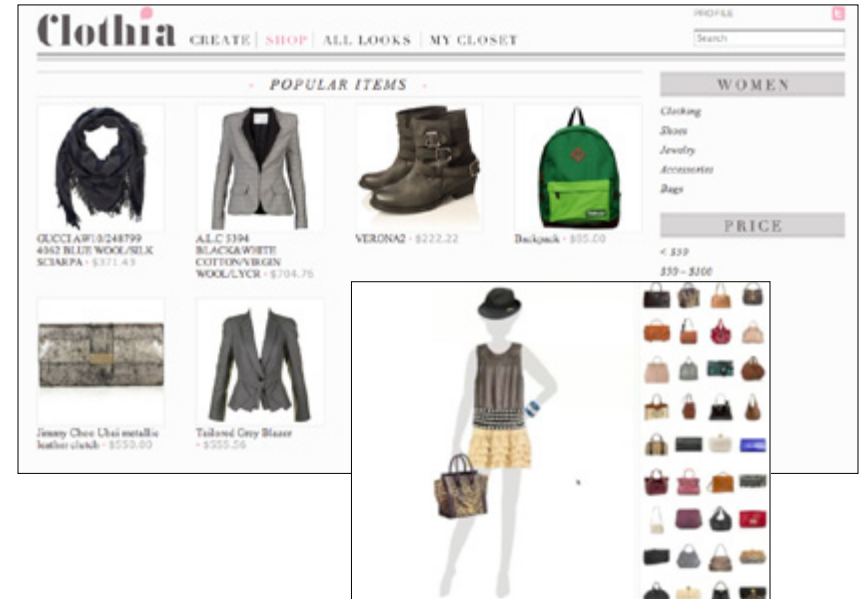 Clothia
CREATE | SHOP | ALL LOOKS | MY CLOSET
PROFILE
Search
POPULAR ITEMS
GUCCI AW10/248799
4G62 BLUE WOOL/SILK
SCIARPA • $371.43
A.L.C 5394
BLACK&WHITE
COTTON/VIRGIN
WOOL/LYCR • $704.76
VERONA2 • $222.22
Backpack • $85.00
Jimmy Choo Ubai metallic
leather clutch • $550.00
Tailored Grey Blazer
• $555.56
WOMEN
Clothing
Shoes
Jewelry
Accessories
Bags
PRICE
< $50
$50 – $100